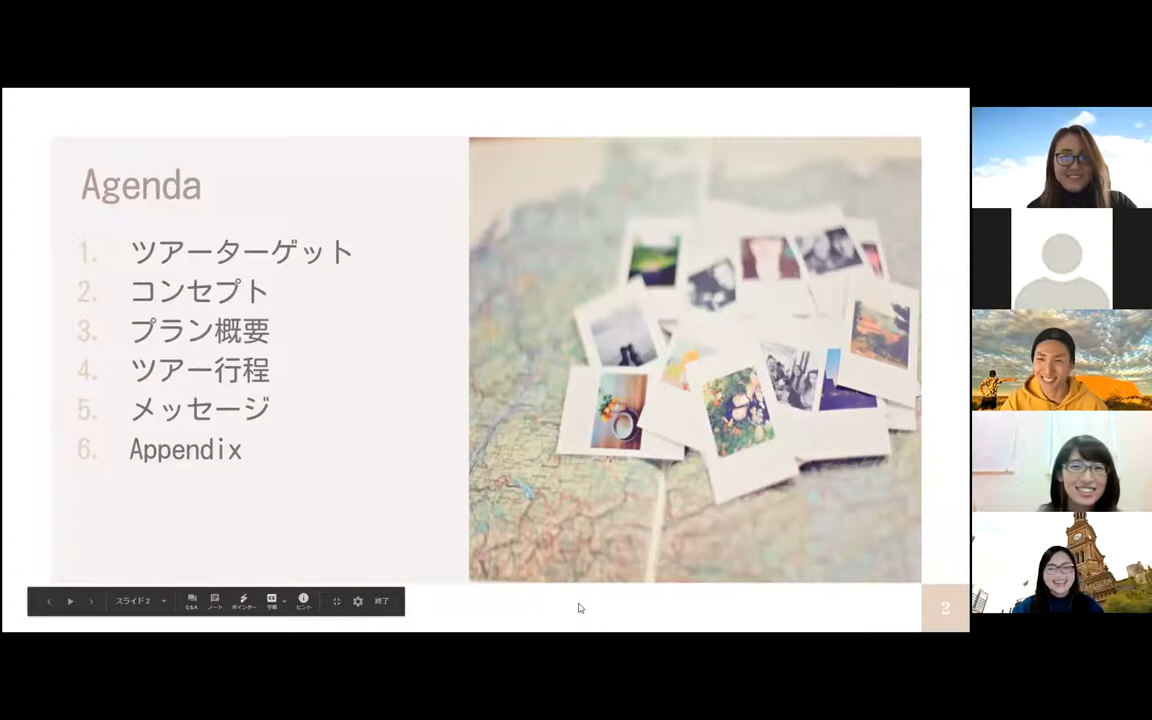 Agenda
1. ツアーターゲット
2. コンセプト
3. プラン概要
4. ツアー行程
5. メッセージ
6. Appendix
スライド 2
Q&A
ノート
ポインター
字幕
ヒント
終了
2